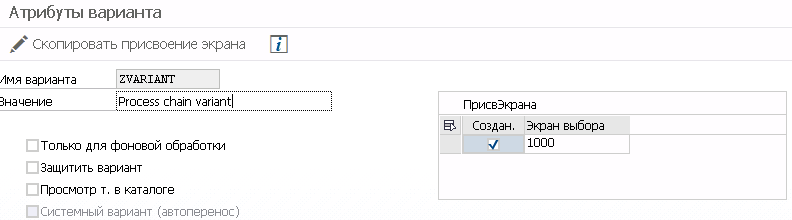 Атрибуты варианта
Скопировать присвоение экрана
Имя варианта ZVARIANT
Значение Process chain variant
ПрисвЭкрана
Создан. Экран выбора
1000
Только для фоновой обработки
Защитить вариант
Просмотр т. в каталоге
Системный вариант (автоперенос)